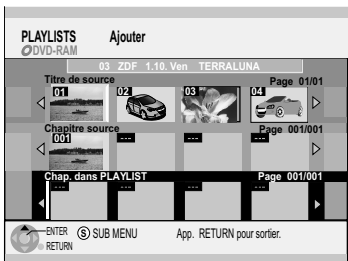 PLAYLISTS Ajouter
DVD-RAM
03 ZDF 1.10. Ven TERRALUNA
Titre de source Page 01/01
01 02 03 04
Chapitre source Page 001/001
001 --- --- ---
Chap. dans PLAYLIST Page 001/001
--- --- --- ---
ENTER S SUB MENU App. RETURN pour sortier.
RETURN